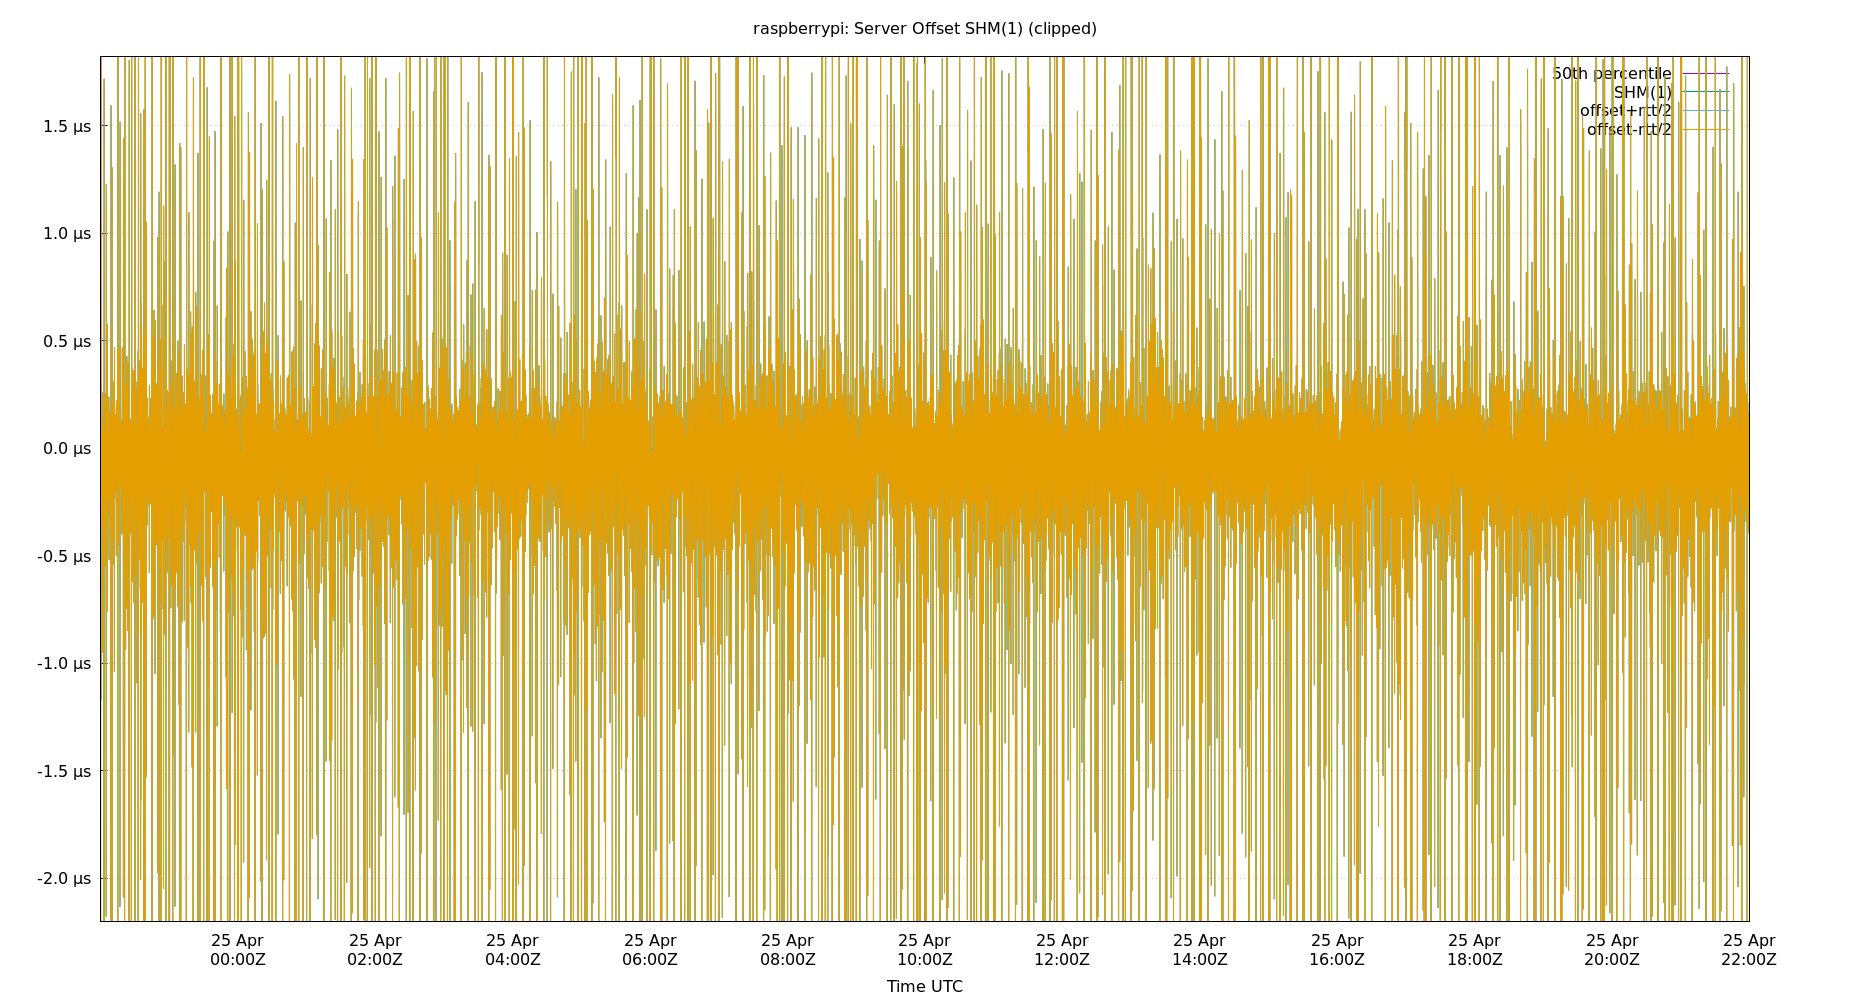 raspberrypi: Server Offset SHM(1) (clipped)
50th percentile
SHM(1)
offset+rtt/2
offset-rtt/2
1.5 µs
1.0 µs
0.5 µs
0.0 µs
-0.5 µs
-1.0 µs
-1.5 µs
-2.0 µs
25 Apr 25 Apr 25 Apr 25 Apr 25 Apr 25 Apr 25 Apr 25 Apr 25 Apr 25 Apr 25 Apr 25 Apr
00:00Z 02:00Z 04:00Z 06:00Z 08:00Z 10:00Z 12:00Z 14:00Z 16:00Z 18:00Z 20:00Z 22:00Z
Time UTC